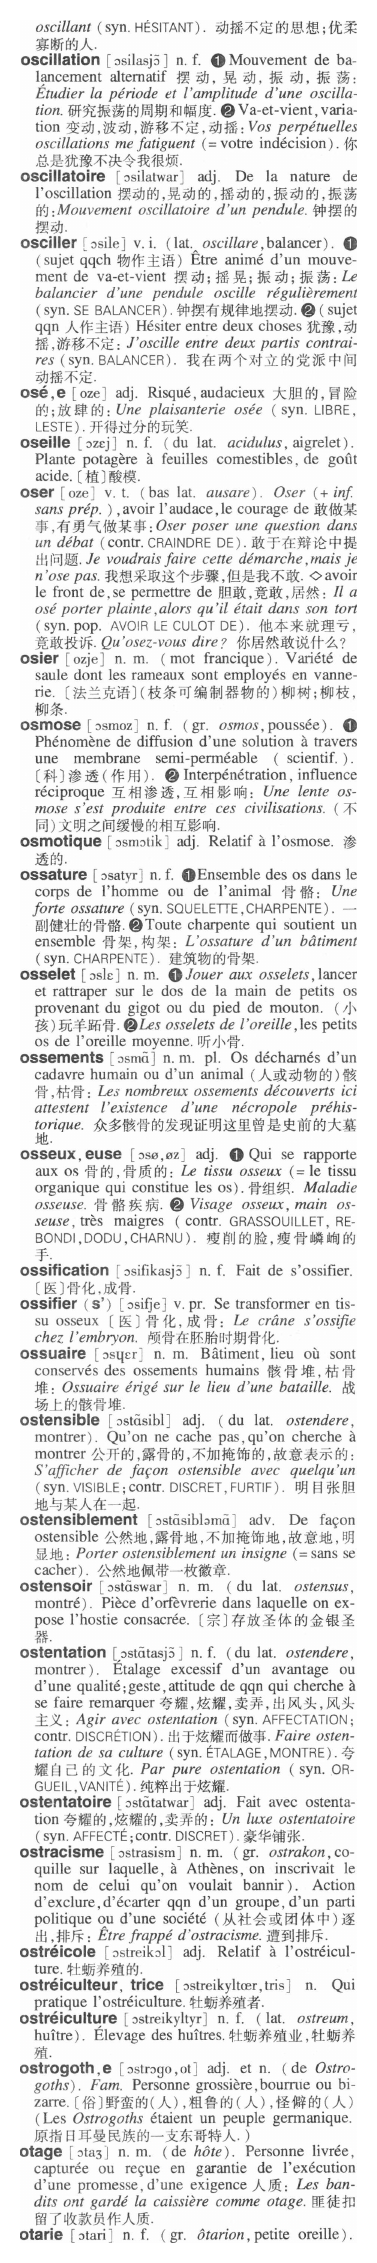 oscillant (syn. HÉSITANT). 动摇不定的思想;优柔
寡断的人.
oscillation [ɔsilasjɔ̃] n. f. ❶ Mouvement de ba-
lancement alternatif 摆动, 晃动, 振动, 振荡:
Étudier la période et l'amplitude d'une oscilla-
tion. 研究振荡的周期和幅度. ❷ Va-et-vient, varia-
tion 变动,波动,游移不定,动摇: Vos perpétuelles
oscillations me fatiguent (= votre indécision). 你
总是犹豫不决令我很烦.
oscillatoire [ɔsilatwar] adj. De la nature de
l'oscillation 摆动的,晃动的,摇动的,振动的,振荡
的:Mouvement oscillatoire d'un pendule. 钟摆的
摆动.
osciller [ɔsile] v. i. (lat. oscillare, balancer). ❶
(sujet qqch 物作主语) Être animé d'un mouve-
ment de va-et-vient 摆动; 摇晃; 振动; 振荡: Le
balancier d'une pendule oscille régulièrement
(syn. SE BALANCER). 钟摆有规律地摆动. ❷ (sujet
qqn 人作主语) Hésiter entre deux choses 犹豫,动
摇,游移不定: J'oscille entre deux partis contrai-
res (syn. BALANCER). 我在两个对立的党派中间
动摇不定.
osé, e [oze] adj. Risqué, audacieux 大胆的,冒险
的;放肆的: Une plaisanterie osée (syn. LIBRE,
LESTE). 开得过分的玩笑.
oseille [ɔzɛj] n. f. (du lat. acidulus, aigrelet).
Plante potagère à feuilles comestibles, de goût
acide. [植]酸模.
oser [oze] v. t. (bas lat. ausare). Oser (+ inf.
sans prép.), avoir l'audace, le courage de 敢做某
事,有勇气做某事:Oser poser une question dans
un débat (contr. CRAINDRE DE). 敢于在辩论中提
出问题. Je voudrais faire cette démarche, mais je
n'ose pas. 我想采取这个步骤,但是我不敢. ◇avoir
le front de, se permettre de 胆敢,竟敢,居然: Il a
osé porter plainte, alors qu'il était dans son tort
(syn. pop. AVOIR LE CULOT DE). 他本来就理亏,
竟敢投诉. Qu'osez-vous dire? 你居然敢说什么?
osier [ozje] n. m. (mot francique). Variété de
saule dont les rameaux sont employés en vanne-
rie. [法兰克语](枝条可编制器物的)柳树;柳枝,
柳条.
osmose [ɔsmoz] n. f. (gr. osmos, poussée). ❶
Phénomène de diffusion d'une solution à travers
une membrane semi-perméable (scientif.).
[科]渗透(作用). ❷ Interpénétration, influence
réciproque 互相渗透,互相影响: Une lente os-
mose s'est produite entre ces civilisations. (不
同)文明之间缓慢的相互影响.
osmotique [ɔsmɔtik] adj. Relatif à l'osmose. 渗
透的.
ossature [ɔsatyr] n. f. ❶Ensemble des os dans le
corps de l'homme ou de l'animal 骨骼: Une
forte ossature (syn. SQUELETTE, CHARPENTE). 一
副健壮的骨骼. ❷Toute charpente qui soutient un
ensemble 骨架,构架: L'ossature d'un bâtiment
(syn. CHARPENTE). 建筑物的骨架.
osselet [ɔslɛ] n. m. ❶Jouer aux osselets, lancer
et rattraper sur le dos de la main de petits os
provenant du gigot ou du pied de mouton. (小
孩)玩羊跖骨. ❷Les osselets de l'oreille, les petits
os de l'oreille moyenne. 听小骨.
ossements [ɔsmɑ̃] n. m. pl. Os décharnés d'un
cadavre humain ou d'un animal (人或动物的)骸
骨,枯骨: Les nombreux ossements découverts ici
attestent l'existence d'une nécropole préhis-
torique. 众多骸骨的发现证明这里曾是史前的大墓
地.
osseux, euse [ɔsø, øz] adj. ❶ Qui se rapporte
aux os 骨的,骨质的: Le tissu osseux (= le tissu
organique qui constitue les os). 骨组织. Maladie
osseuse. 骨骼疾病. ❷ Visage osseux, main os-
seuse, très maigres (contr. GRASSOUILLET, RE-
BONDI, DODU, CHARNU). 瘦削的脸,瘦骨嶙峋的
手.
ossification [ɔsifikasjɔ̃] n. f. Fait de s'ossifier.
[医]骨化,成骨.
ossifier (s') [ɔsifje] v. pr. Se transformer en tis-
su osseux [医]骨化,成骨: Le crâne s'ossifie
chez l'embryon. 颅骨在胚胎时期骨化.
ossuaire [ɔsɥɛr] n. m. Bâtiment, lieu où sont
conservés des ossements humains 骸骨堆,枯骨
堆: Ossuaire érigé sur le lieu d'une bataille. 战
场上的骸骨堆.
ostensible [ɔstɑ̃sibl] adj. (du lat. ostendere,
montrer). Qu'on ne cache pas, qu'on cherche à
montrer 公开的,露骨的,不加掩饰的,故意表示的:
S'afficher de façon ostensible avec quelqu'un
(syn. VISIBLE; contr. DISCRET, FURTIF). 明目张胆
地与某人在一起.
ostensiblement [ɔstɑ̃sibləmɑ̃] adv. De façon
ostensible 公然地,露骨地,不加掩饰地,故意地,明
显地: Porter ostensiblement un insigne (= sans se
cacher). 公然地佩带一枚徽章.
ostensoir [ɔstɑ̃swar] n. m. (du lat. ostensus,
montré). Pièce d'orfèvrerie dans laquelle on ex-
pose l'hostie consacrée. [宗]存放圣体的金银圣
器.
ostentation [ɔstɑ̃tasjɔ̃] n. f. (du lat. ostendere,
montrer). Étalage excessif d'un avantage ou
d'une qualité; geste, attitude de qqn qui cherche à
se faire remarquer 夸耀,炫耀,卖弄,出风头,风头
主义: Agir avec ostentation (syn. AFFECTATION;
contr. DISCRÉTION). 出于炫耀而做事. Faire osten-
tation de sa culture (syn. ÉTALAGE, MONTRE). 夸
耀自己的文化. Par pure ostentation (syn. OR-
GUEIL, VANITÉ). 纯粹出于炫耀.
ostentatoire [ɔstɑ̃tatwar] adj. Fait avec ostenta-
tion 夸耀的,炫耀的,卖弄的: Un luxe ostentatoire
(syn. AFFECTÉ; contr. DISCRET). 豪华铺张.
ostracisme [ɔstrasism] n. m. (gr. ostrakon, co-
quille sur laquelle, à Athènes, on inscrivait le
nom de celui qu'on voulait bannir). Action
d'exclure, d'écarter qqn d'un groupe, d'un parti
politique ou d'une société (从社会或团体中)逐
出,排斥: Être frappé d'ostracisme. 遭到排斥.
ostréicole [ɔstreikɔl] adj. Relatif à l'ostréicul-
ture. 牡蛎养殖的.
ostréiculteur, trice [ɔstreikyltœr, tris] n. Qui
pratique l'ostréiculture. 牡蛎养殖者.
ostréiculture [ɔstreikyltyr] n. f. (lat. ostreum,
huître). Élevage des huîtres. 牡蛎养殖业,牡蛎养
殖.
ostrogoth, e [ɔstrɔgo, ɔt] adj. et n. (de Ostro-
goths). Fam. Personne grossière, bourrue ou bi-
zarre. [俗]野蛮的(人),粗鲁的(人),怪僻的(人)
(Les Ostrogoths étaient un peuple germanique.
原指日耳曼民族的一支东哥特人.)
otage [ɔtaʒ] n. m. (de hôte). Personne livrée,
capturée ou reçue en garantie de l'exécution
d'une promesse, d'une exigence 人质: Les ban-
dits ont gardé la caissière comme otage. 匪徒扣
留了收款员作人质.
otarie [ɔtari] n. f. (gr. ôtarion, petite oreille).